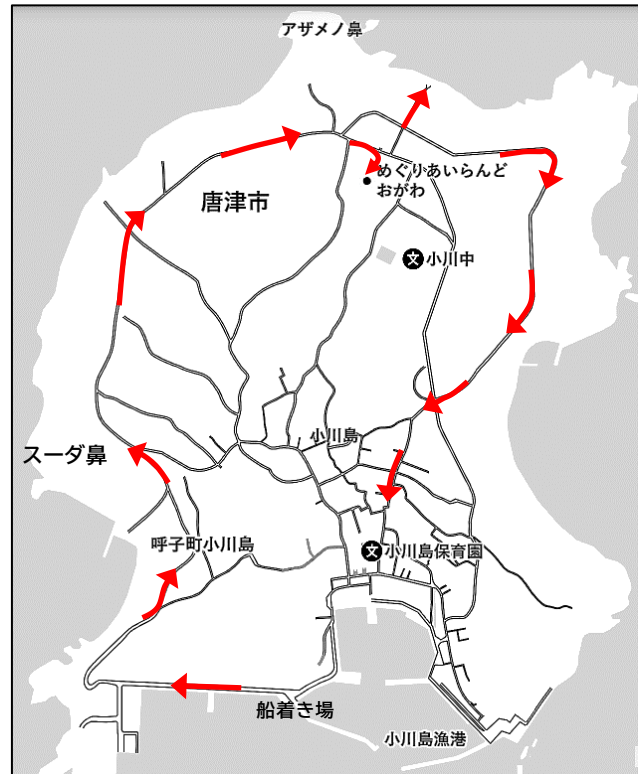 アザメノ鼻
めぐりあいらんど
おがわ
唐津市
文
小川中
小川島
スーダ鼻
呼子町小川島
文
小川島保育園
船着き場
小川島漁港